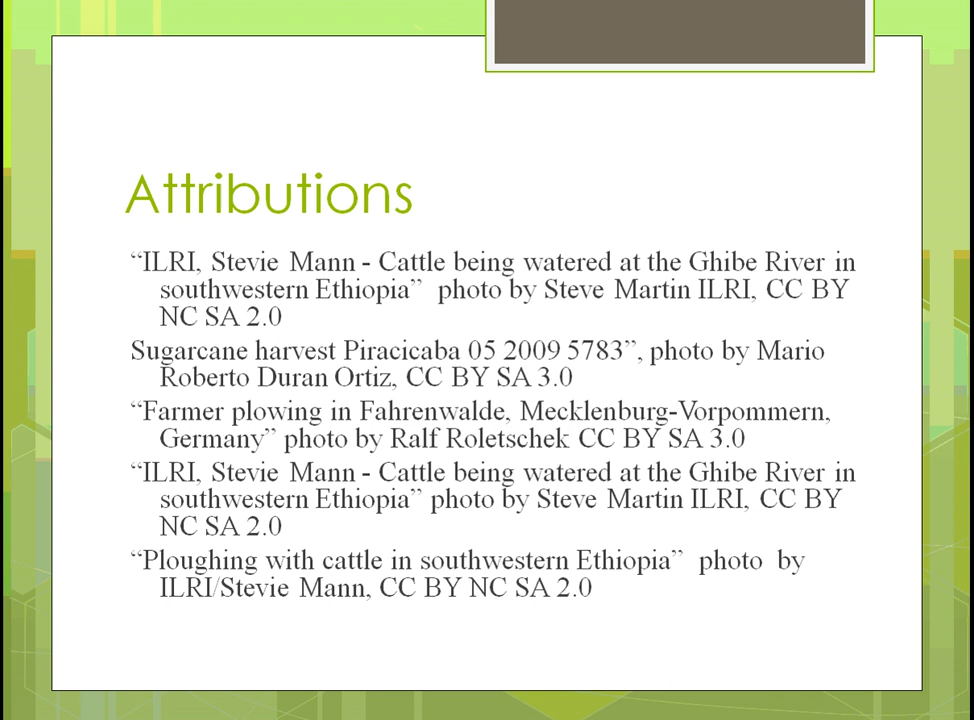 Attributions
“ILRI, Stevie Mann - Cattle being watered at the Ghibe River in
southwestern Ethiopia” photo by Steve Martin ILRI, CC BY
NC SA 2.0
Sugarcane harvest Piracicaba 05 2009 5783”, photo by Mario
Roberto Duran Ortiz, CC BY SA 3.0
“Farmer plowing in Fahrenwalde, Mecklenburg-Vorpommern,
Germany” photo by Ralf Roletschek CC BY SA 3.0
“ILRI, Stevie Mann - Cattle being watered at the Ghibe River in
southwestern Ethiopia” photo by Steve Martin ILRI, CC BY
NC SA 2.0
“Ploughing with cattle in southwestern Ethiopia” photo by
ILRI/Stevie Mann, CC BY NC SA 2.0